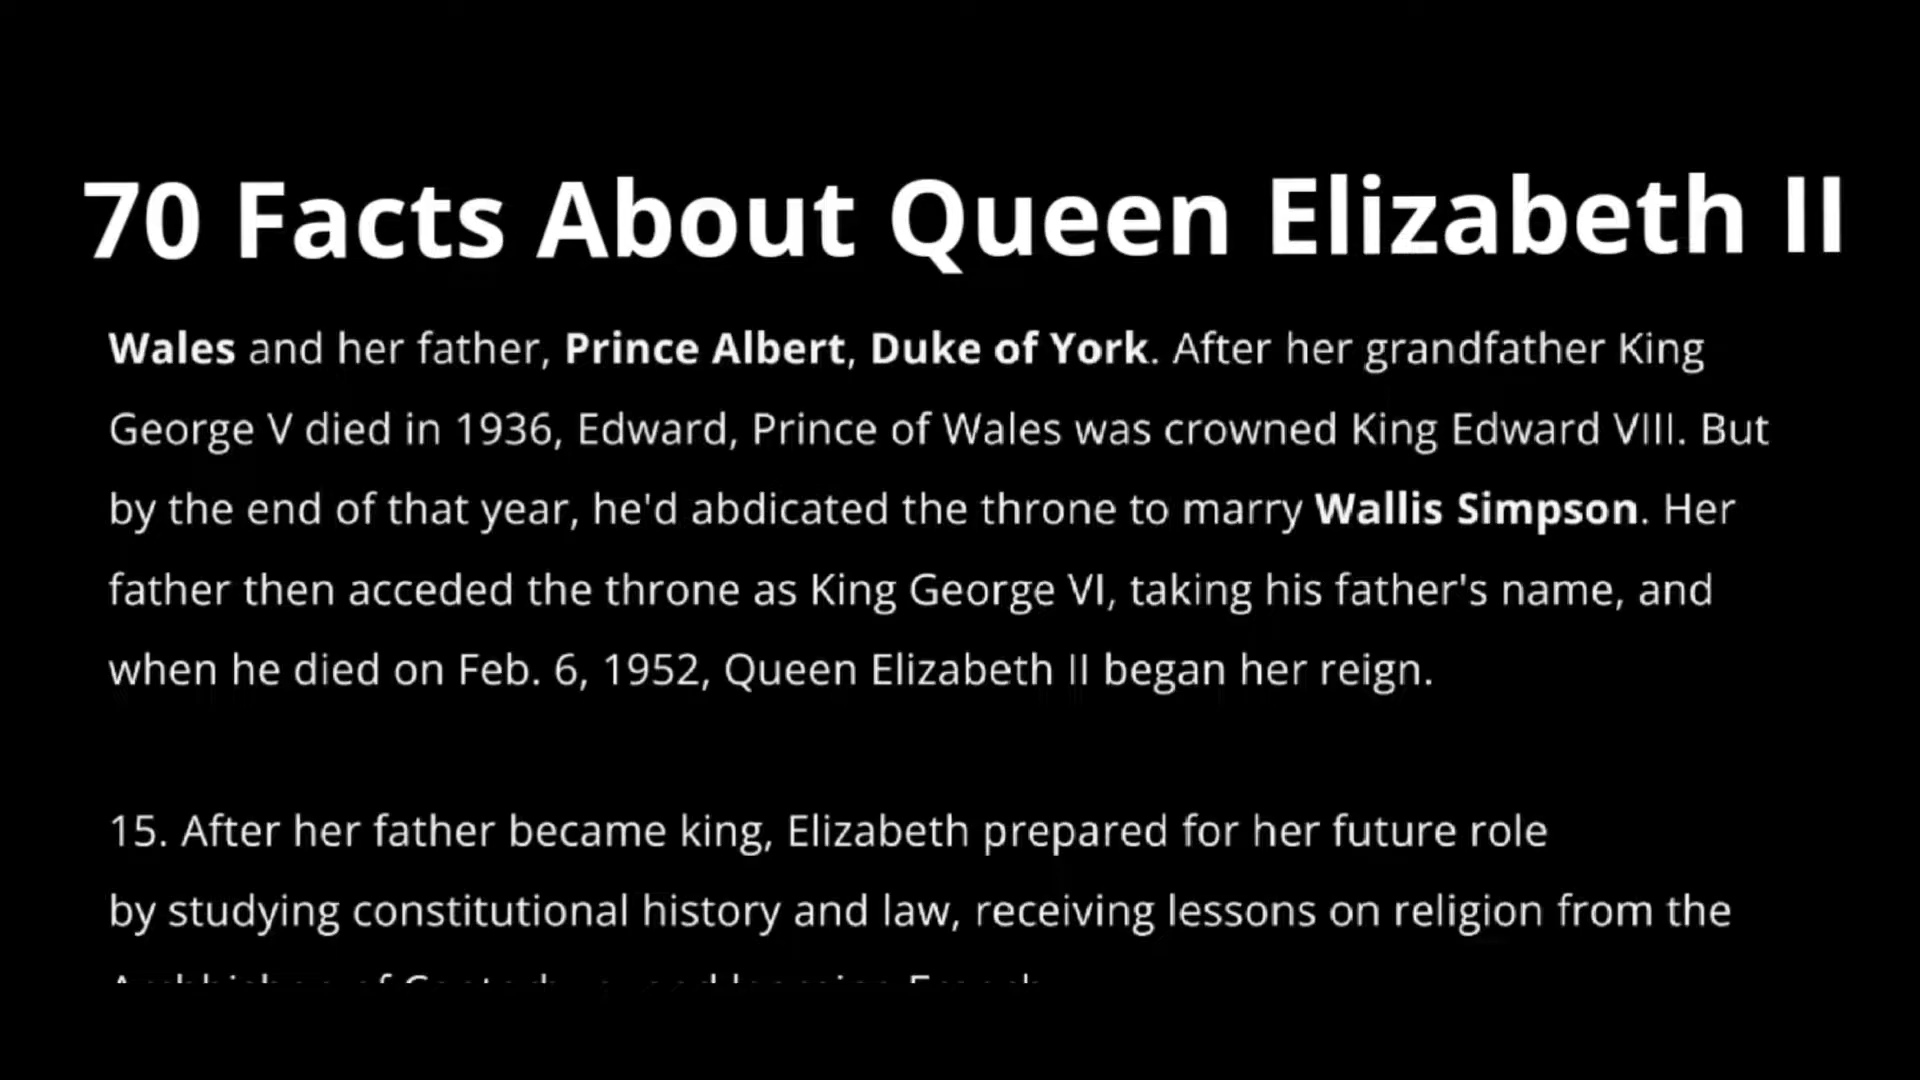 70 Facts About Queen Elizabeth II
Wales and her father, Prince Albert, Duke of York. After her grandfather King
George V died in 1936, Edward, Prince of Wales was crowned King Edward VIII. But
by the end of that year, he'd abdicated the throne to marry Wallis Simpson. Her
father then acceded the throne as King George VI, taking his father's name, and
when he died on Feb. 6, 1952, Queen Elizabeth II began her reign.
15. After her father became king, Elizabeth prepared for her future role
by studying constitutional history and law, receiving lessons on religion from the